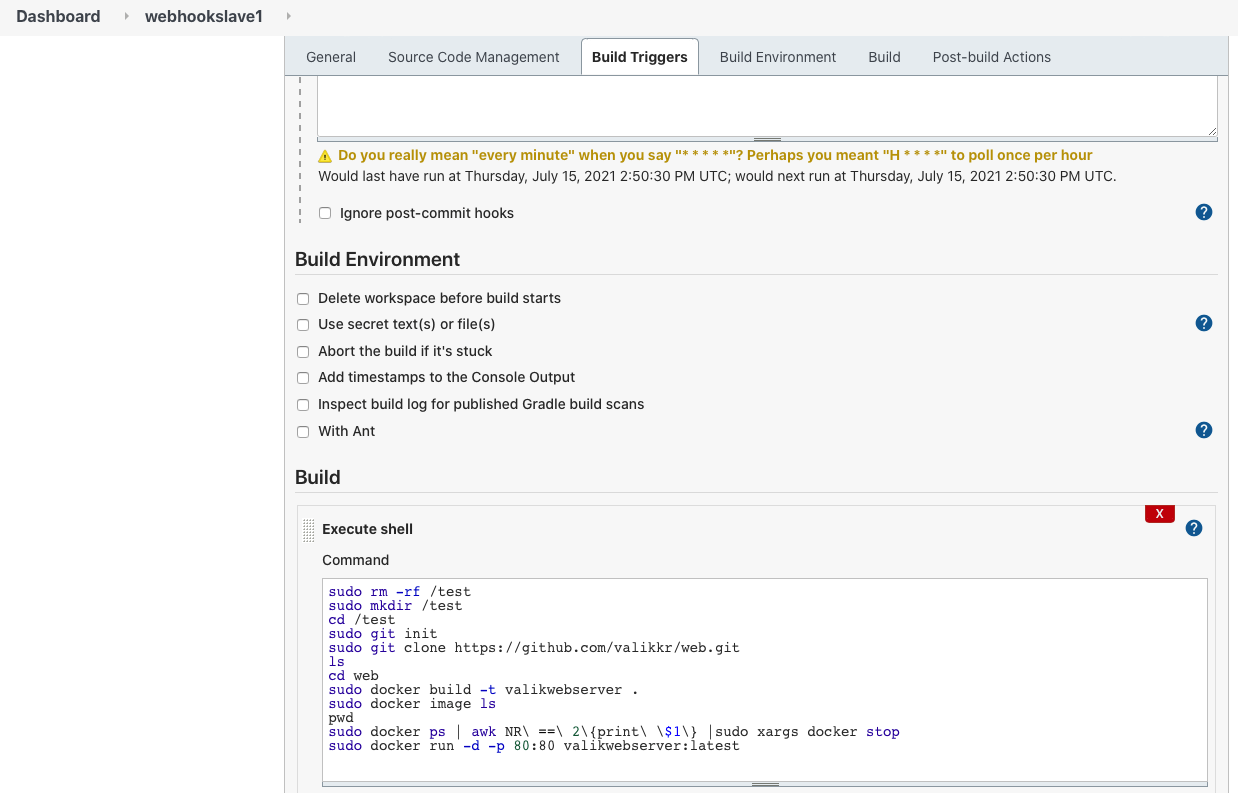 Dashboard webhookslave1
General Source Code Management Build Triggers Build Environment Build Post-build Actions
Do you really mean "every minute" when you say "* * * * *"? Perhaps you meant "H * * * *" to poll once per hour
Would last have run at Thursday, July 15, 2021 2:50:30 PM UTC; would next run at Thursday, July 15, 2021 2:50:30 PM UTC.
Ignore post-commit hooks ?
Build Environment
Delete workspace before build starts
Use secret text(s) or file(s) ?
Abort the build if it's stuck
Add timestamps to the Console Output
Inspect build log for published Gradle build scans
With Ant ?
Build
X
Execute shell ?
Command
sudo rm -rf /test
sudo mkdir /test
cd /test
sudo git init
sudo git clone https://github.com/valikkr/web.git
ls
cd web
sudo docker build -t valikwebserver .
sudo docker image ls
pwd
sudo docker ps | awk NR\ ==\ 2\{print\ \$1\} |sudo xargs docker stop
sudo docker run -d -p 80:80 valikwebserver:latest